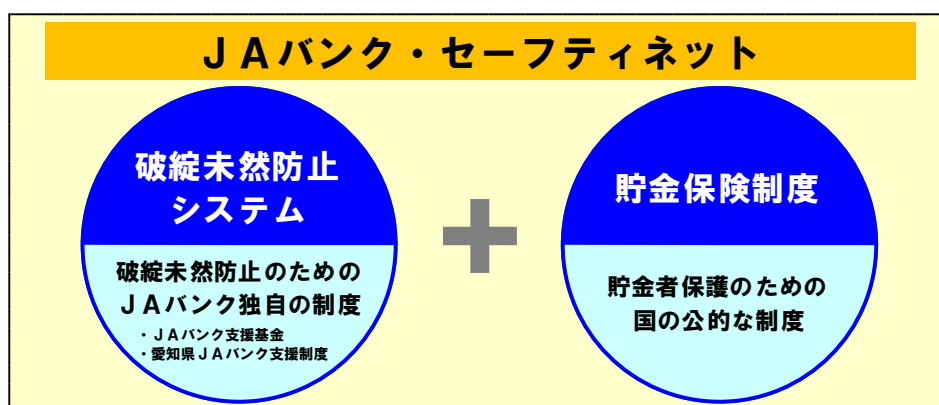 ＪＡバンク・セーフティネット
破綻未然防止
システム
破綻未然防止のための
ＪＡバンク独自の制度
・ＪＡバンク支援基金
・愛知県ＪＡバンク支援制度
＋
貯金保険制度
貯金者保護のための
国の公的な制度